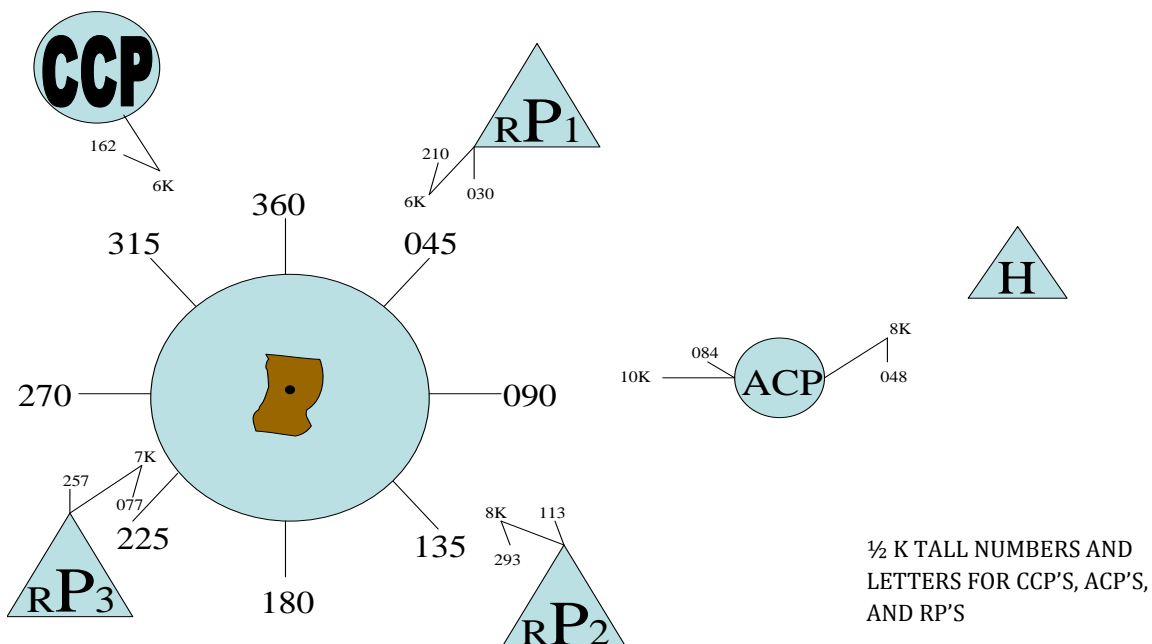 CCP
162
6K
RP1
210
6K
030
360
315
045
H
270
090
10K
084
ACP
8K
048
257
7K
077
225
RP3
180
135
8K
113
293
RP2
½ K TALL NUMBERS AND
LETTERS FOR CCP'S, ACP'S,
AND RP'S